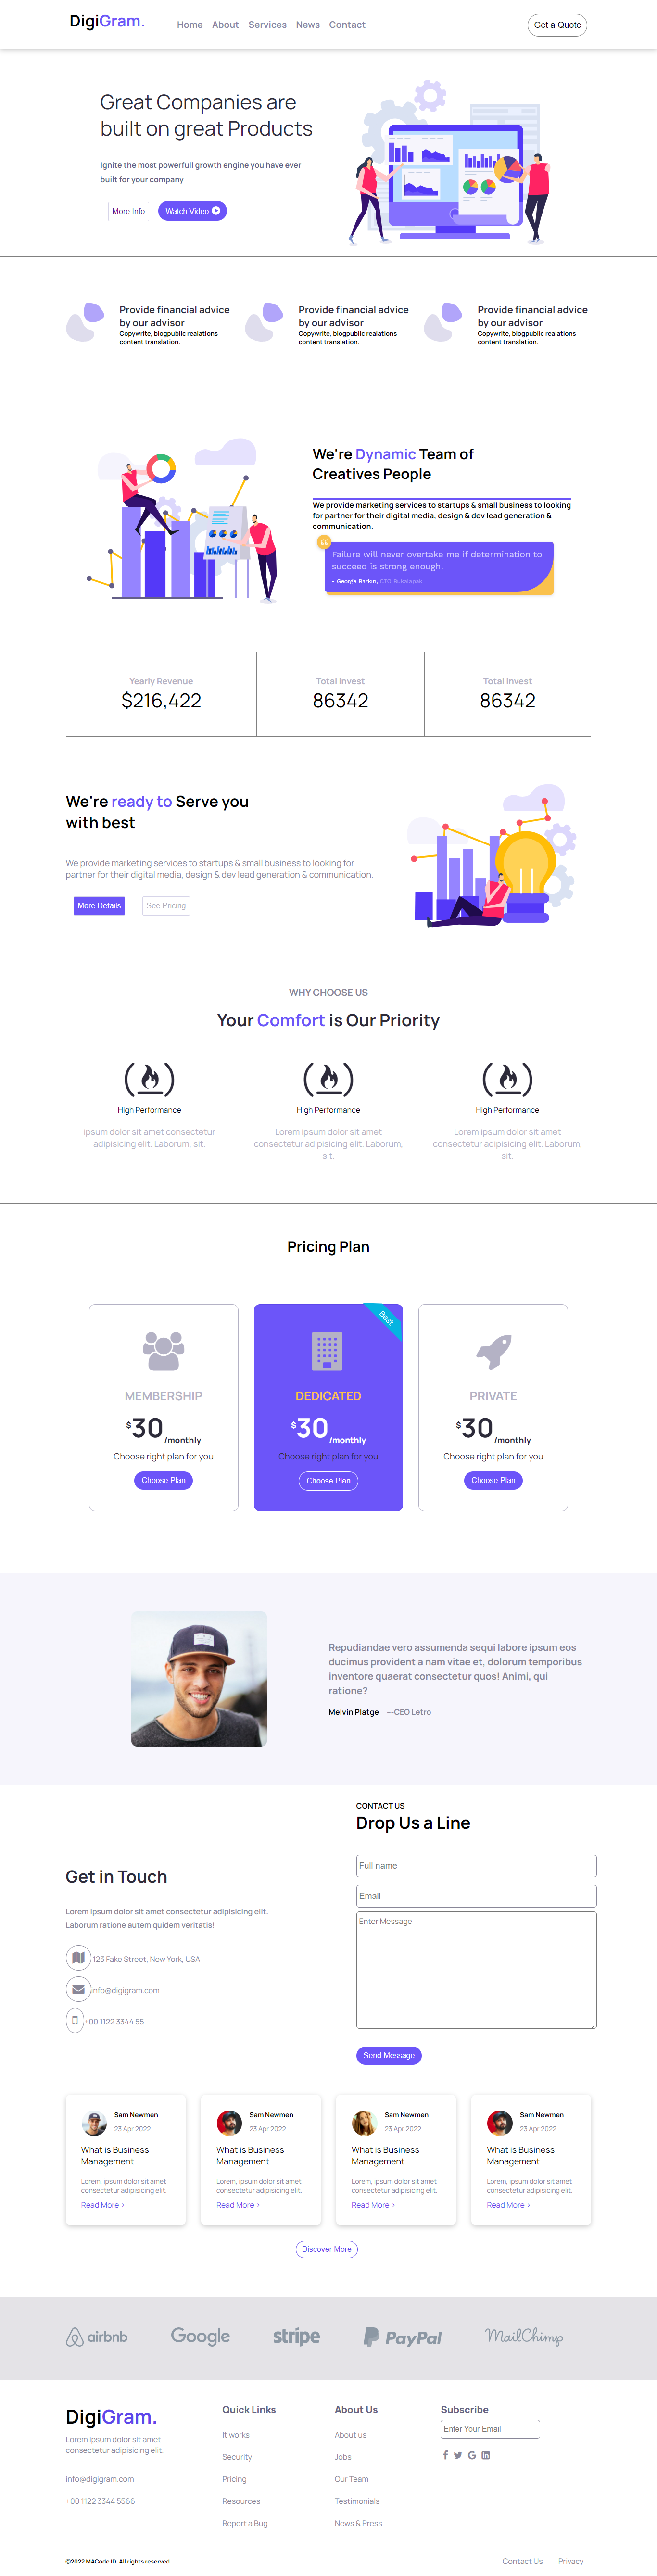 DigiGram.
Home About Services News Contact
Get a Quote
Great Companies are
built on great Products
Ignite the most powerfull growth engine you have ever
built for your company
More Info
Watch Video
Provide financial advice
by our advisor
Copywrite, blogpublic realations
content translation.
Provide financial advice
by our advisor
Copywrite, blogpublic realations
content translation.
Provide financial advice
by our advisor
Copywrite, blogpublic realations
content translation.
We're Dynamic Team of
Creatives People
We provide marketing services to startups & small business to looking
for partner for their digital media, design & dev lead generation &
communication.
Failure will never overtake me if determination to
succeed is strong enough.
- George Barkin, CTO Bukalapak
Yearly Revenue
$216,422
Total invest
86342
Total invest
86342
We're ready to Serve you
with best
We provide marketing services to startups & small business to looking for
partner for their digital media, design & dev lead generation & communication.
More Details
See Pricing
WHY CHOOSE US
Your Comfort is Our Priority
High Performance
ipsum dolor sit amet consectetur
adipisicing elit. Laborum, sit.
High Performance
Lorem ipsum dolor sit amet
consectetur adipisicing elit. Laborum,
sit.
High Performance
Lorem ipsum dolor sit amet
consectetur adipisicing elit. Laborum,
sit.
Pricing Plan
MEMBERSHIP
$30/monthly
Choose right plan for you
Choose Plan
Best
DEDICATED
$30/monthly
Choose right plan for you
Choose Plan
PRIVATE
$30/monthly
Choose right plan for you
Choose Plan
Repudiandae vero assumenda sequi labore ipsum eos
ducimus provident a nam vitae et, dolorum temporibus
inventore quaerat consectetur quos! Animi, qui
ratione?
Melvin Platge ---CEO Letro
Get in Touch
Lorem ipsum dolor sit amet consectetur adipisicing elit.
Laborum ratione autem quidem veritatis!
123 Fake Street, New York, USA
info@digigram.com
+00 1122 3344 55
CONTACT US
Drop Us a Line
Full name
Email
Enter Message
Send Message
Sam Newmen
23 Apr 2022
What is Business
Management
Lorem, ipsum dolor sit amet
consectetur adipisicing elit.
Read More >
Sam Newmen
23 Apr 2022
What is Business
Management
Lorem, ipsum dolor sit amet
consectetur adipisicing elit.
Read More >
Sam Newmen
23 Apr 2022
What is Business
Management
Lorem, ipsum dolor sit amet
consectetur adipisicing elit.
Read More >
Sam Newmen
23 Apr 2022
What is Business
Management
Lorem, ipsum dolor sit amet
consectetur adipisicing elit.
Read More >
Discover More
airbnb Google stripe PayPal MailChimp
DigiGram.
Lorem ipsum dolor sit amet
consectetur adipisicing elit.
info@digigram.com
+00 1122 3344 5566
Quick Links
It works
Security
Pricing
Resources
Report a Bug
About Us
About us
Jobs
Our Team
Testimonials
News & Press
Subscribe
Enter Your Email
©2022 MACode ID. All rights reserved
Contact Us Privacy